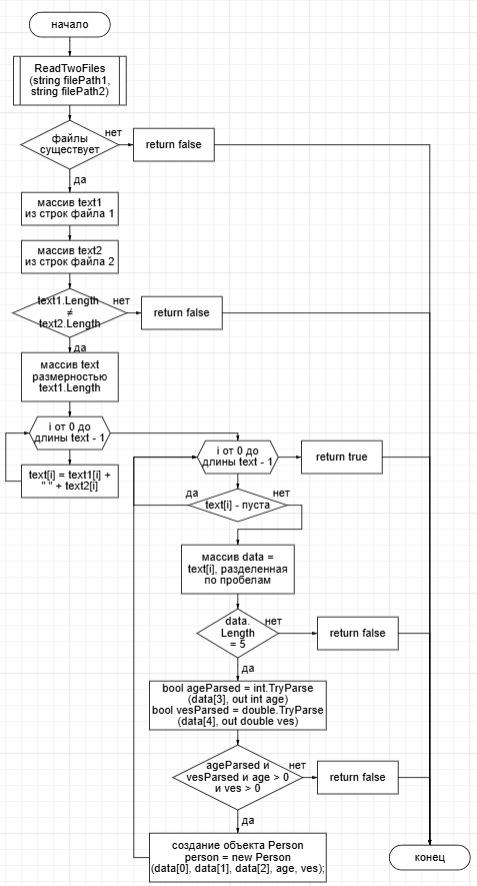 начало
ReadTwoFiles
(string filePath1,
string filePath2)
файлы
существует
нет
return false
да
массив text1
из строк файла 1
массив text2
из строк файла 2
text1.Length
≠
text2.Length
нет
return false
да
массив text
размерностью
text1.Length
i от 0 до
длины text - 1
text[i] = text1[i] +
" " + text2[i]
i от 0 до
длины text - 1
return true
да
нет
text[i] - пуста
массив data =
text[i], разделенная
по пробелам
data.
Length
= 5
нет
return false
да
bool ageParsed = int.TryParse
(data[3], out int age)
bool vesParsed = double.TryParse
(data[4], out double ves)
ageParsed и
vesParsed и age > 0
и ves > 0
нет
return false
да
создание объекта Person
person = new Person
(data[0], data[1], data[2], age, ves);
конец